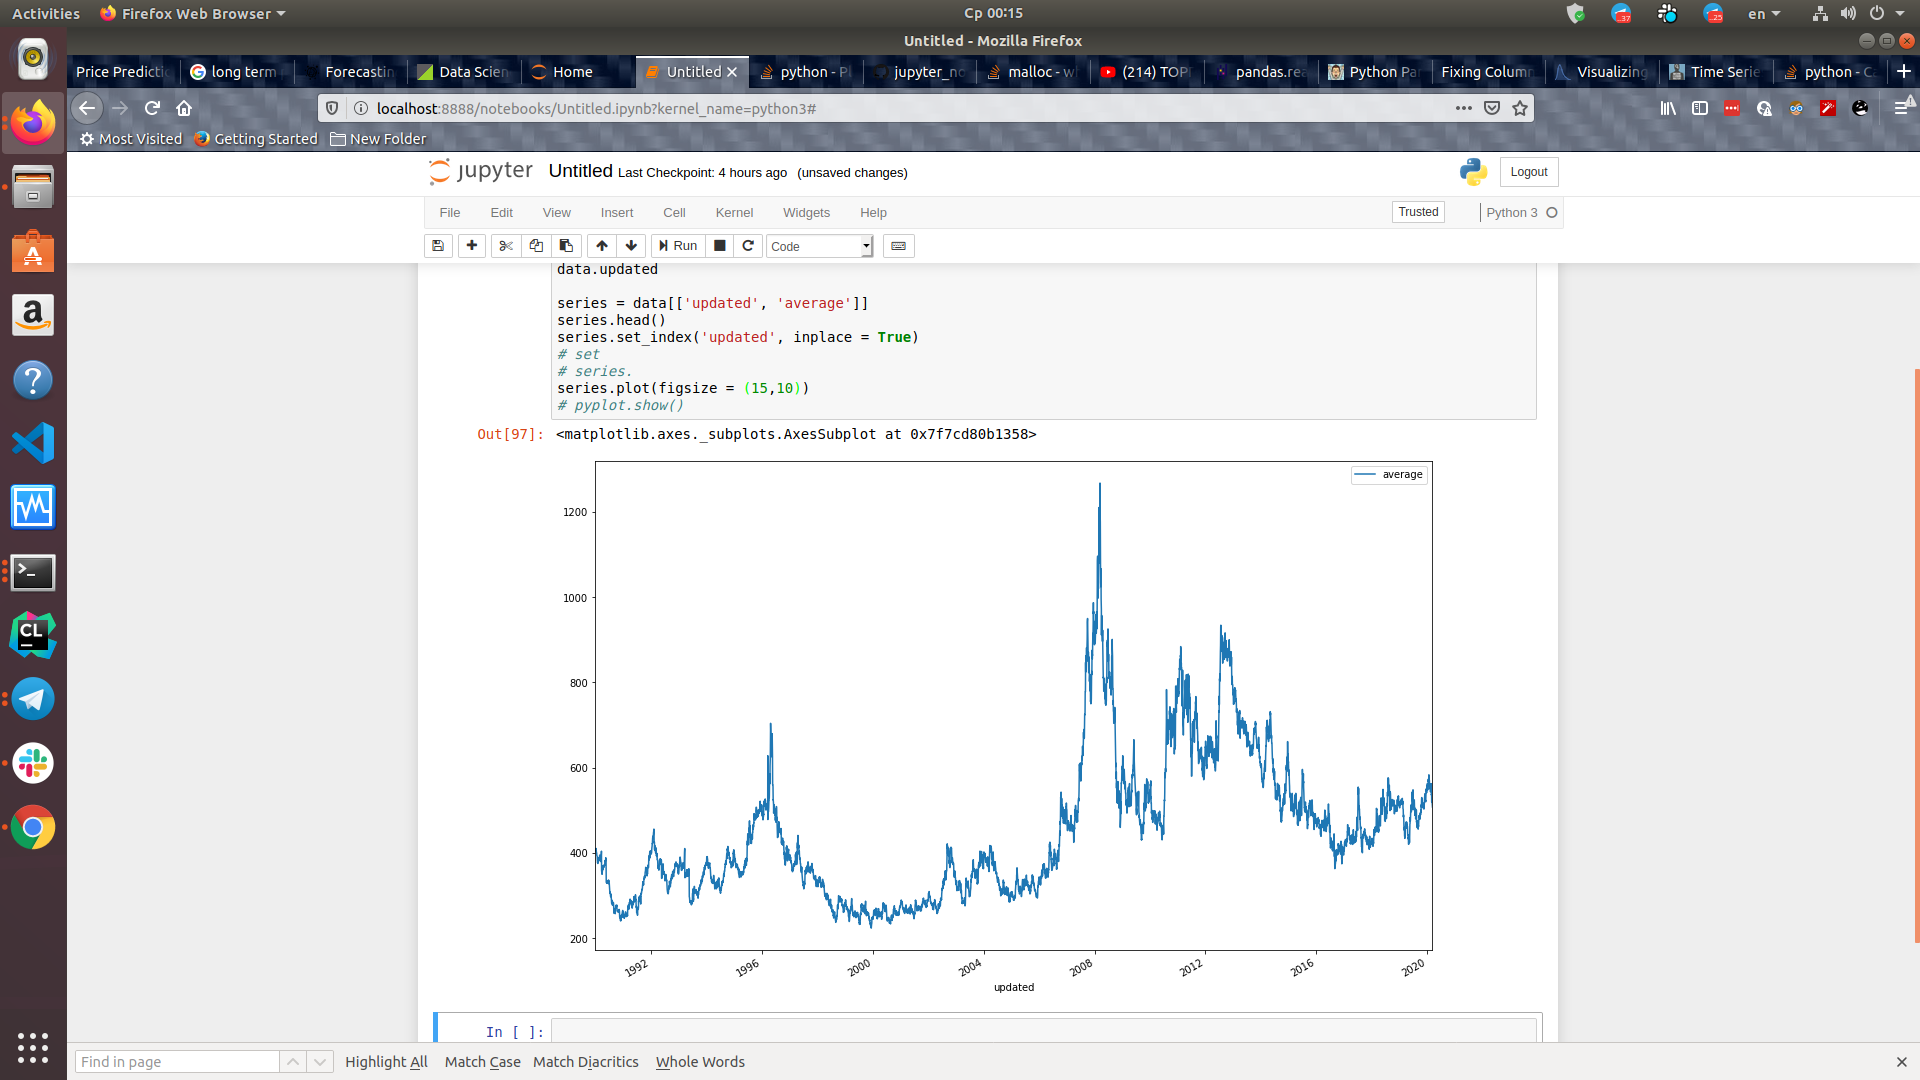 Activities Firefox Web Browser Ср 00:15 37 25 en
Untitled - Mozilla Firefox
Price Predicti long term Forecastin Data Scien Home Untitled python - Pl jupyter_no malloc - wh (214) TOP pandas.rea Python Pa Fixing Column Visualizing Time Serie python - C
localhost:8888/notebooks/Untitled.ipynb?kernel_name=python3#
Most Visited Getting Started New Folder
jupyter Untitled Last Checkpoint: 4 hours ago (unsaved changes) Logout
File Edit View Insert Cell Kernel Widgets Help Trusted Python 3
Run Code
data.updated
series = data[['updated', 'average']]
series.head()
series.set_index('updated', inplace = True)
# set
# series.
series.plot(figsize = (15,10))
# pyplot.show()
Out[97]: <matplotlib.axes._subplots.AxesSubplot at 0x7f7cd80b1358>
average
1200
1000
800
600
400
200
1992 1996 2000 2004 2008 2012 2016 2020
updated
In [ ]:
Find in page Highlight All Match Case Match Diacritics Whole Words